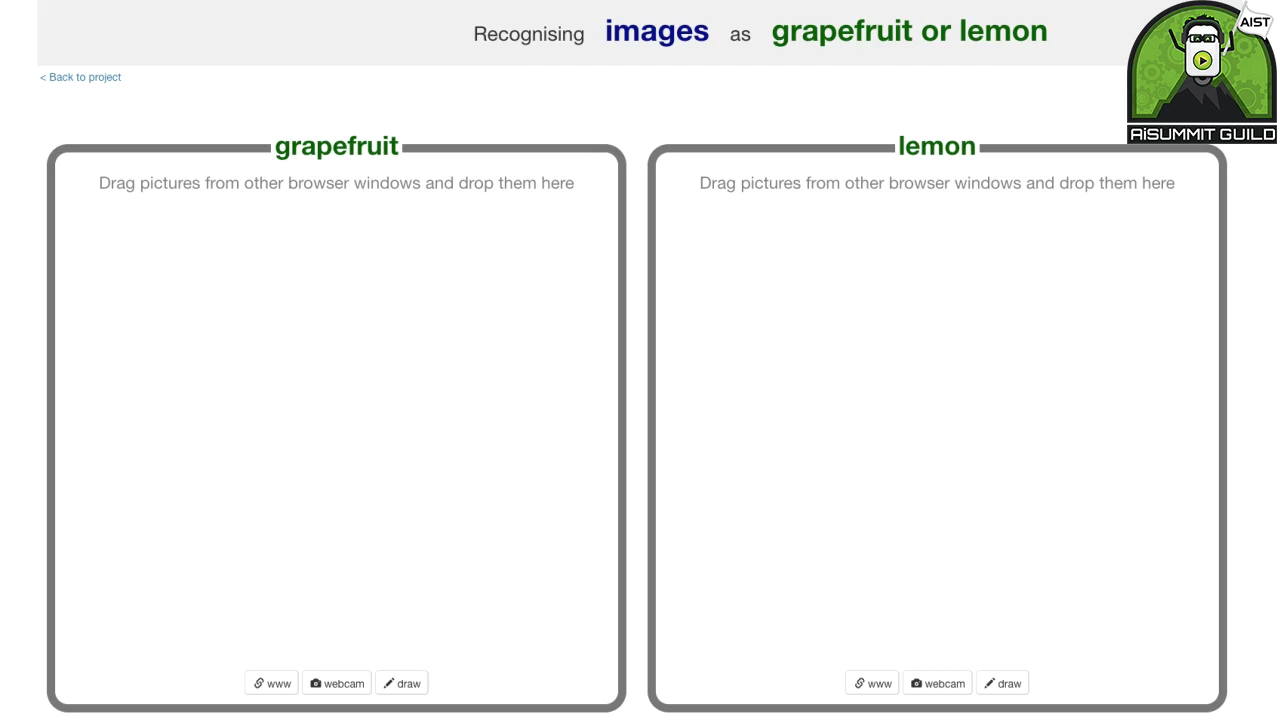 Recognising images as grapefruit or lemon
AIST
< Back to project
AiSUMMIT GUILD
grapefruit
Drag pictures from other browser windows and drop them here
www webcam draw
lemon
Drag pictures from other browser windows and drop them here
www webcam draw